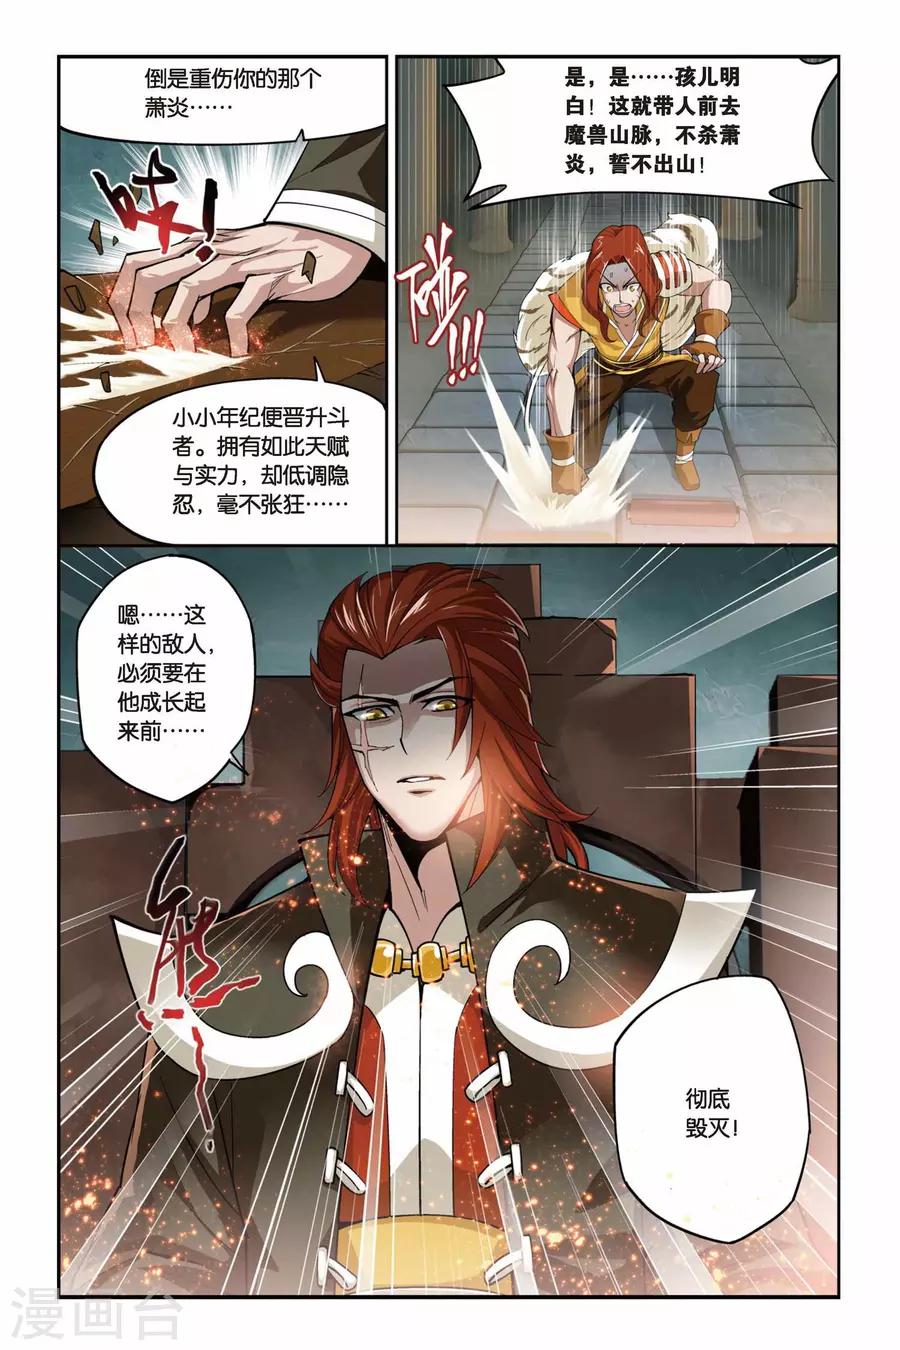 倒是重伤你的那个
萧炎……
咔!
小小年纪便晋升斗
者。拥有如此天赋
与实力，却低调隐
忍，毫不张狂……
是，是……孩儿明
白！这就带人前去
魔兽山脉，不杀萧
炎，誓不出山！
碰!!!
嗯……这
样的敌人，
必须要在
他成长起
来前……
彻底
毁灭！
漫画台